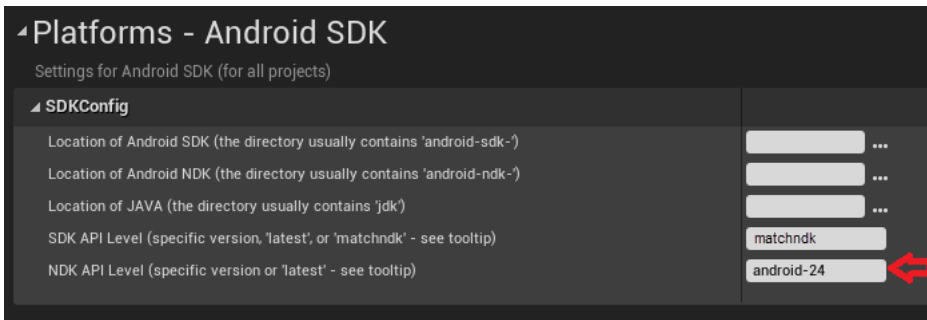 Platforms - Android SDK
Settings for Android SDK (for all projects)
SDKConfig
Location of Android SDK (the directory usually contains 'android-sdk-')
Location of Android NDK (the directory usually contains 'android-ndk-')
Location of JAVA (the directory usually contains 'jdk')
SDK API Level (specific version, 'latest', or 'matchndk' - see tooltip) matchndk
NDK API Level (specific version or 'latest' - see tooltip) android-24